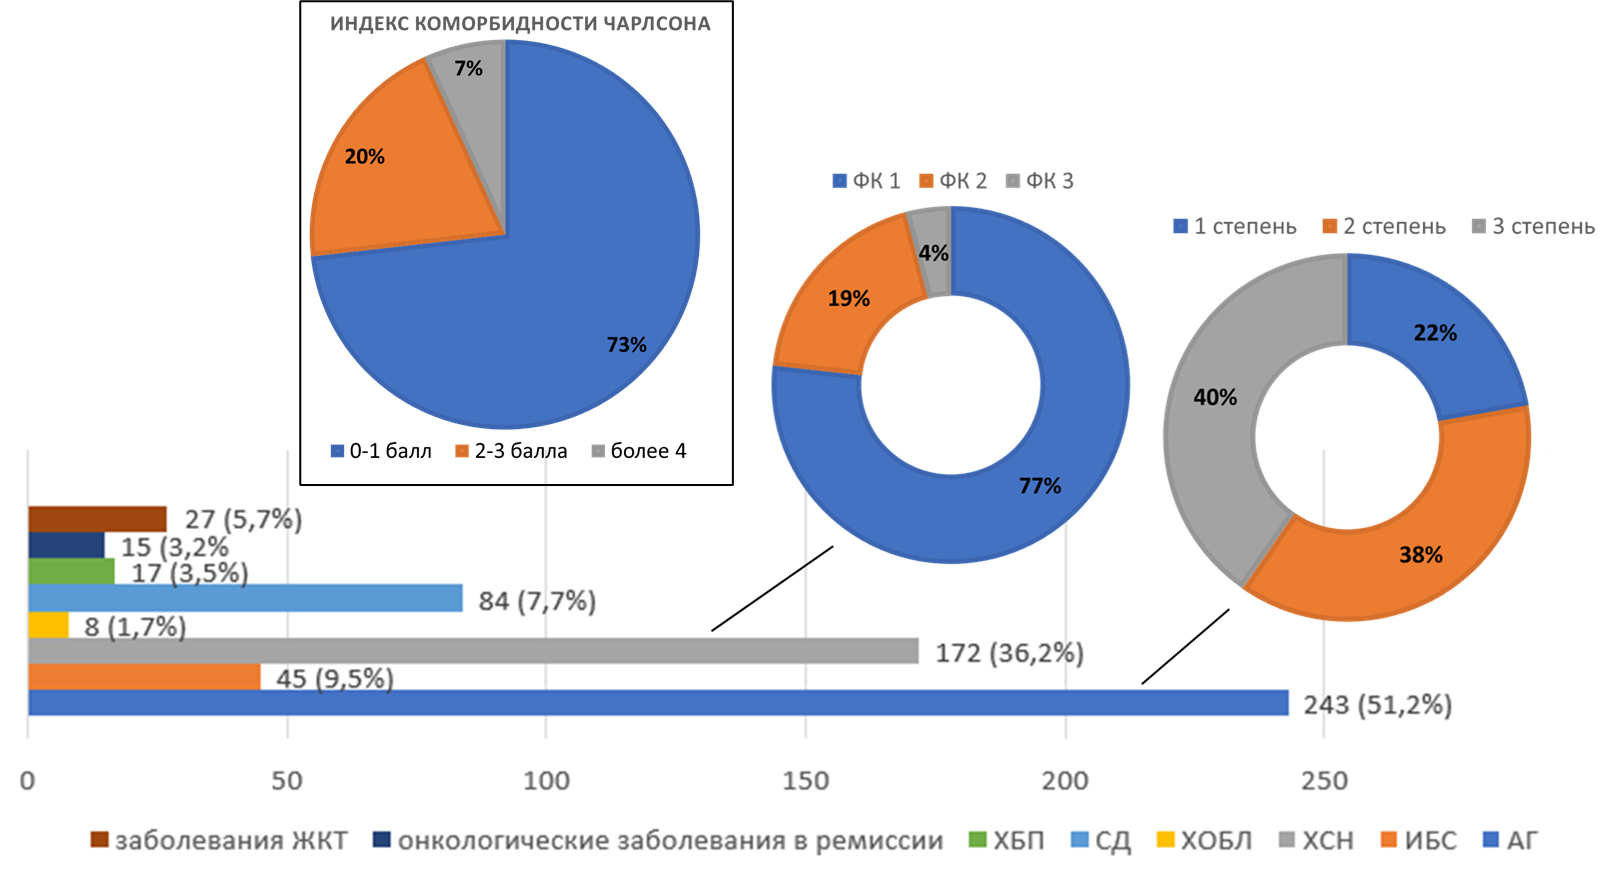 ИНДЕКС КОМОРБИДНОСТИ ЧАРЛСОНА
7%
20%
73%
0-1 балл 2-3 балла более 4
ФК 1 ФК 2 ФК 3
4%
19%
77%
1 степень 2 степень 3 степень
22%
40%
38%
27 (5,7%)
15 (3,2%
17 (3,5%)
84 (7,7%)
8 (1,7%)
172 (36,2%)
45 (9,5%)
243 (51,2%)
0 50 100 150 200 250
заболевания ЖКТ онкологические заболевания в ремиссии ХБП СД ХОБЛ ХСН ИБС АГ